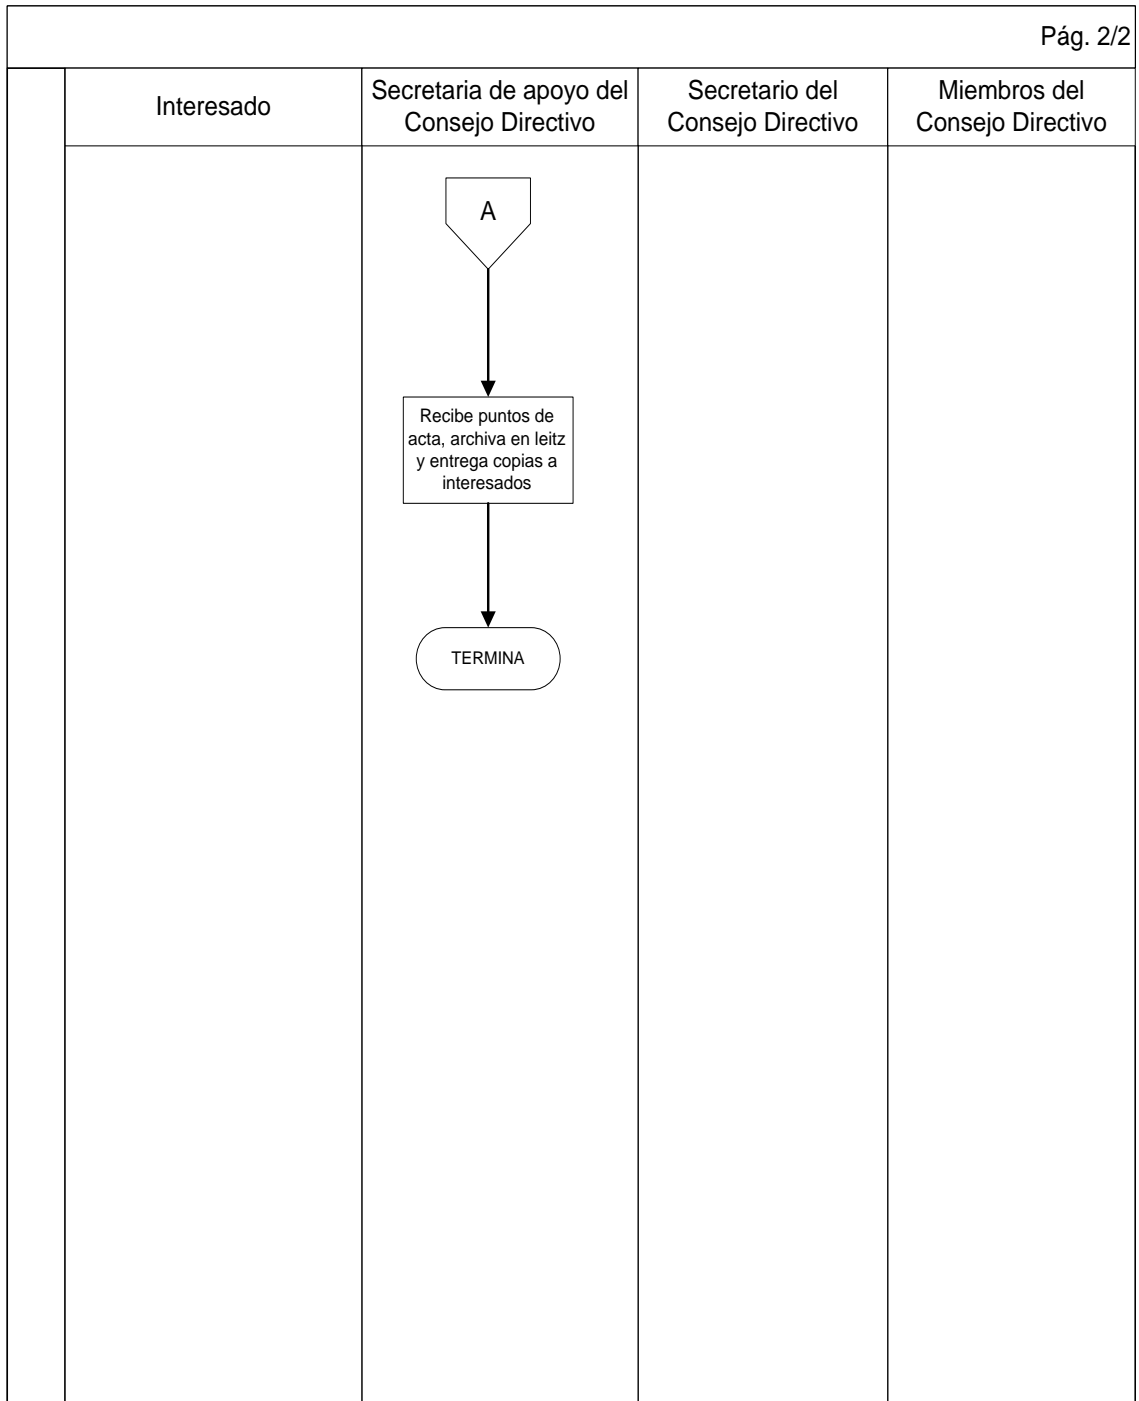 Pág. 2/2
Interesado
Secretaria de apoyo del
Consejo Directivo
Secretario del
Consejo Directivo
Miembros del
Consejo Directivo
A
Recibe puntos de
acta, archiva en leitz
y entrega copias a
interesados
TERMINA